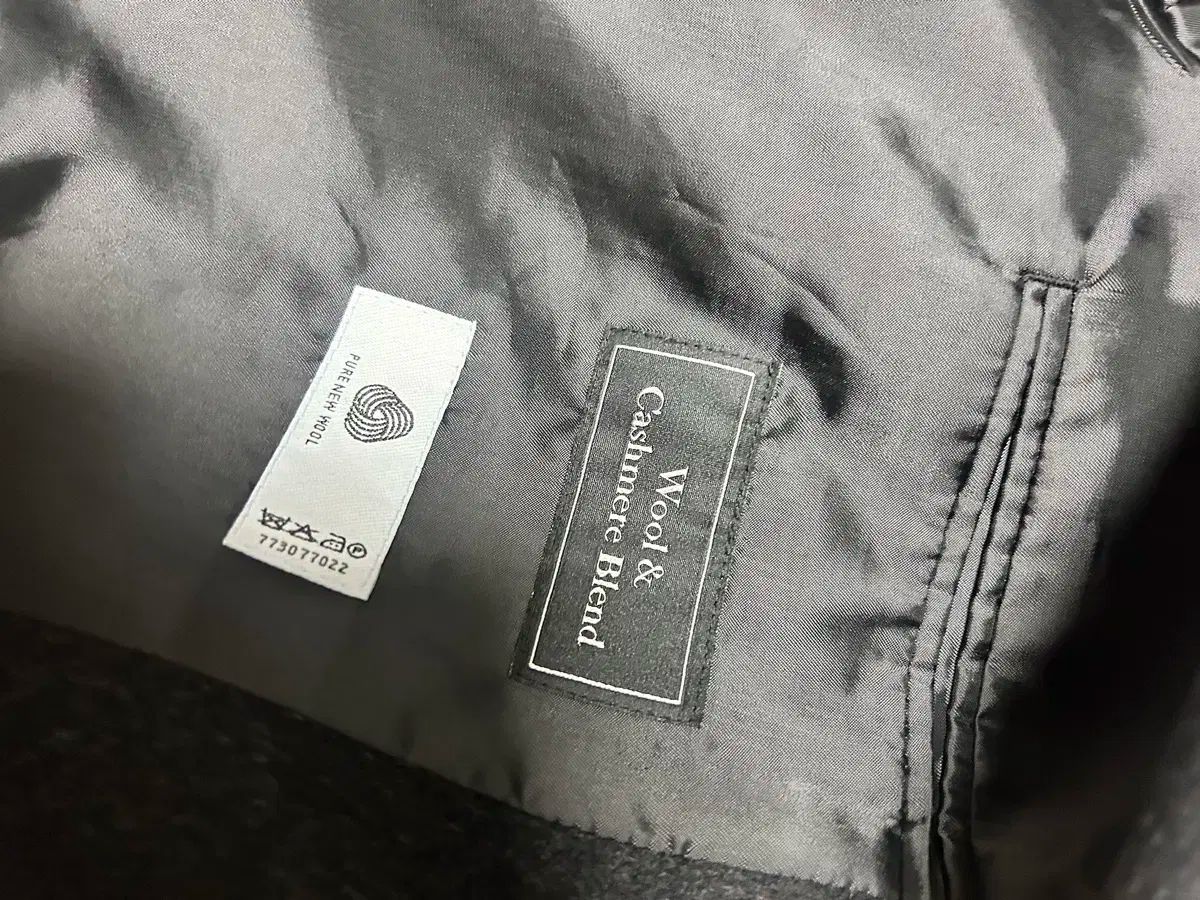 PURE NEW WOOL
P
773077022
Wool &
Cashmere Blend